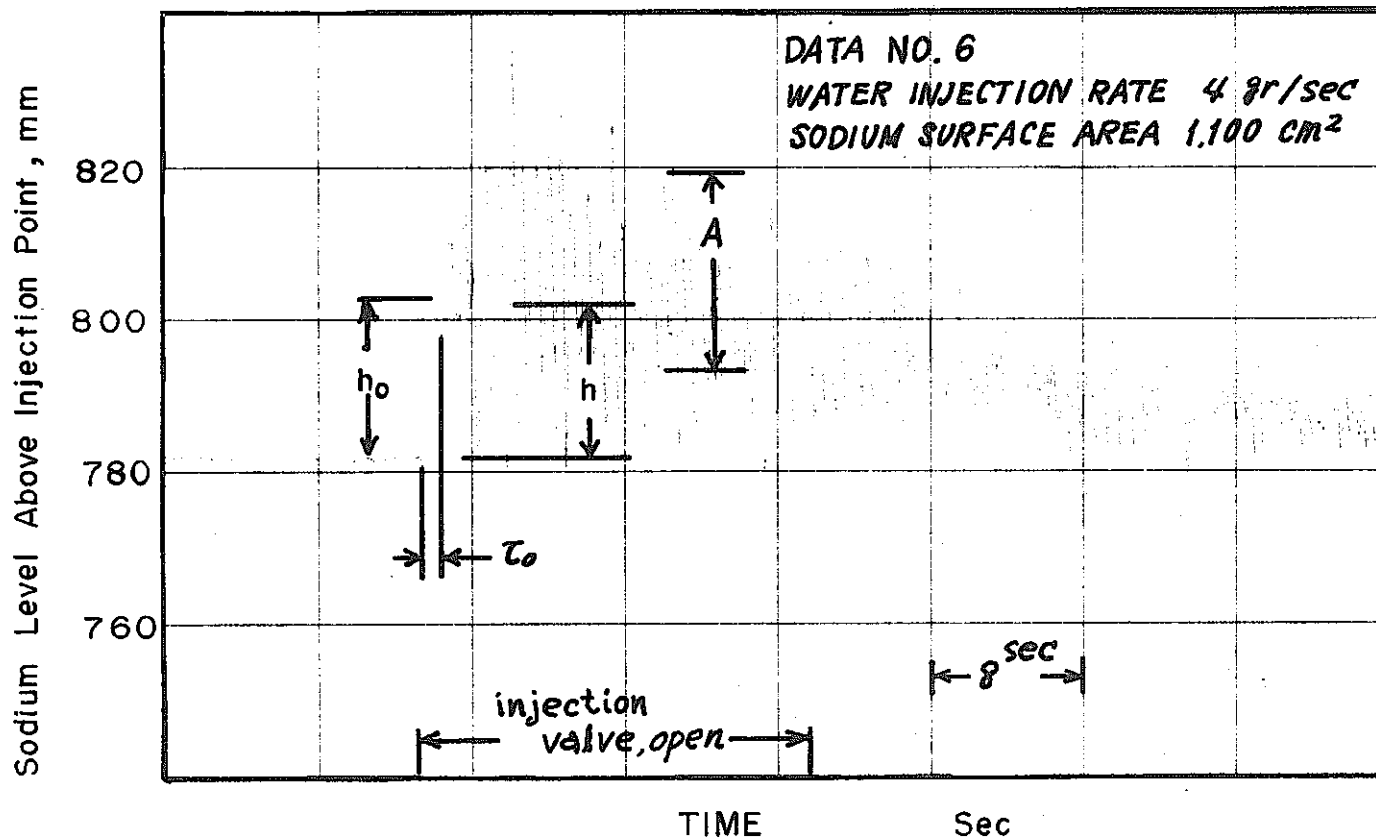 DATA NO. 6
WATER INJECTION RATE 4 gr/sec
SODIUM SURFACE AREA 1.100 cm²
Sodium Level Above Injection Point, mm
820
800
780
760
A
h₀
h
τ₀
8 sec
injection
valve, open
TIME Sec